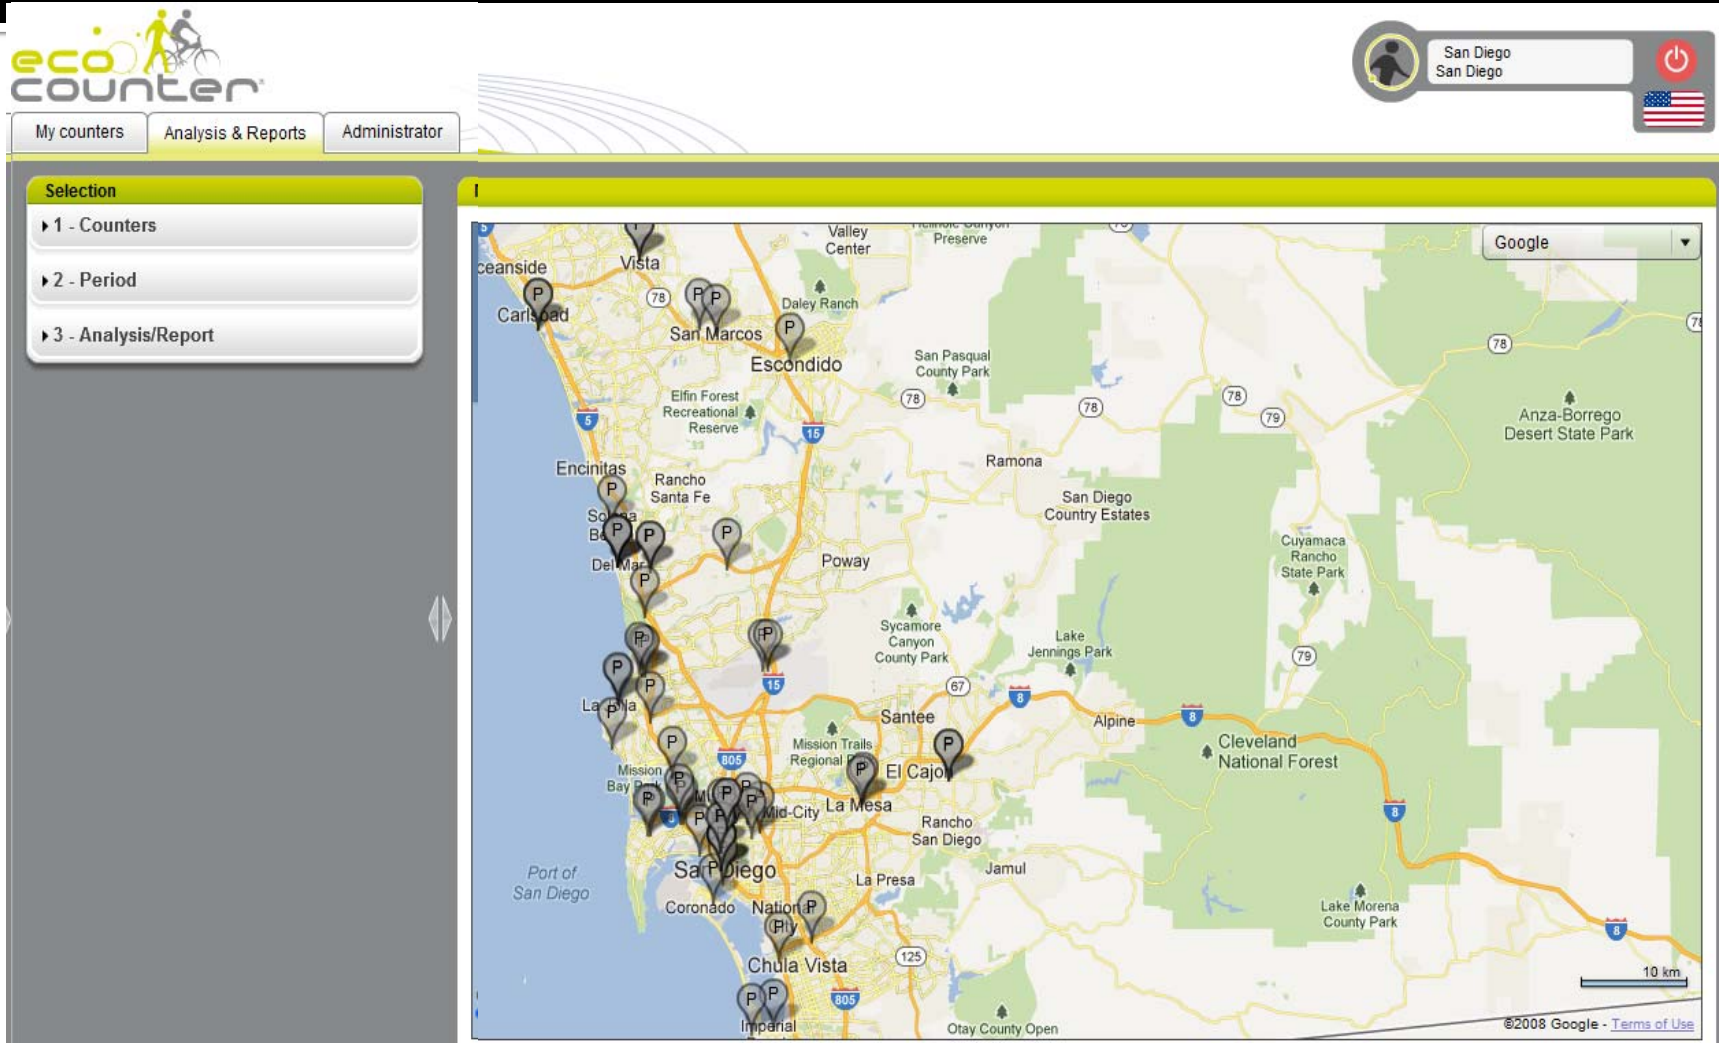 eco
counter
San Diego
San Diego
My counters
Analysis & Reports
Administrator
Selection
1 - Counters
2 - Period
3 - Analysis/Report
Google
5
Valley
Center
Preserve
ceanside
Vista
P
Carlsbad
78
P
P
San Marcos
Daley Ranch
P
Escondido
78
San Pasqual
County Park
78
78
78
79
Elfin Forest
Recreational
Reserve
5
15
Anza-Borrego
Desert State Park
Encinitas
Rancho
Santa Fe
Ramona
San Diego
Country Estates
P
P
P
P
Del Mar
P
Poway
Cuyamaca
Rancho
State Park
Sycamore
Canyon
County Park
Lake
Jennings Park
P
P
79
P
P
15
67
8
P
Santee
Alpine
8
P
805
Mission Trails
Regional
P
P
El Cajon
Cleveland
National Forest
Mission
Bay
P
P
P
P
P
P
P
Mid-City
La Mesa
8
Rancho
San Diego
San Diego
P
Port of
San Diego
La Presa
Jamul
Coronado
National
City
P
P
Lake Morena
County Park
8
Chula Vista
125
10 km
P
P
805
Imperial
Otay County Open
©2008 Google - Terms of Use